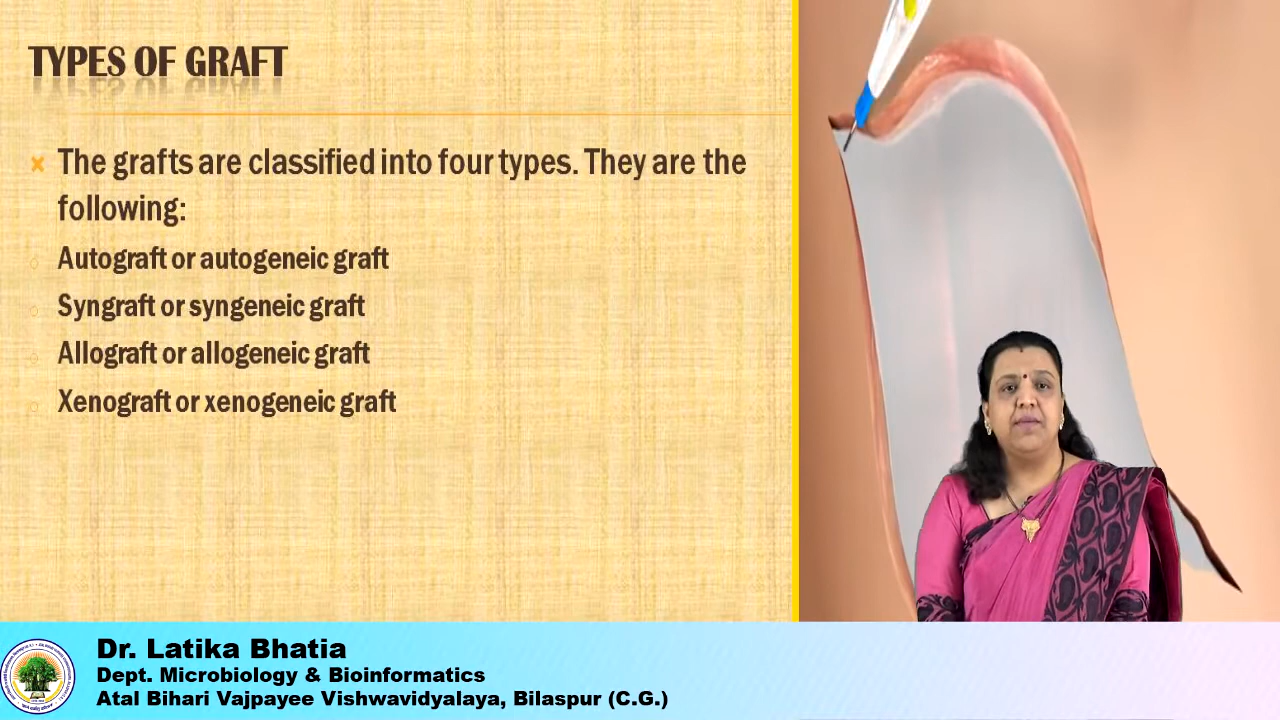 TYPES OF GRAFT
The grafts are classified into four types. They are the
following:
Autograft or autogeneic graft
Syngraft or syngeneic graft
Allograft or allogeneic graft
Xenograft or xenogeneic graft
Dr. Latika Bhatia
Dept. Microbiology & Bioinformatics
Atal Bihari Vajpayee Vishwavidyalaya, Bilaspur (C.G.)